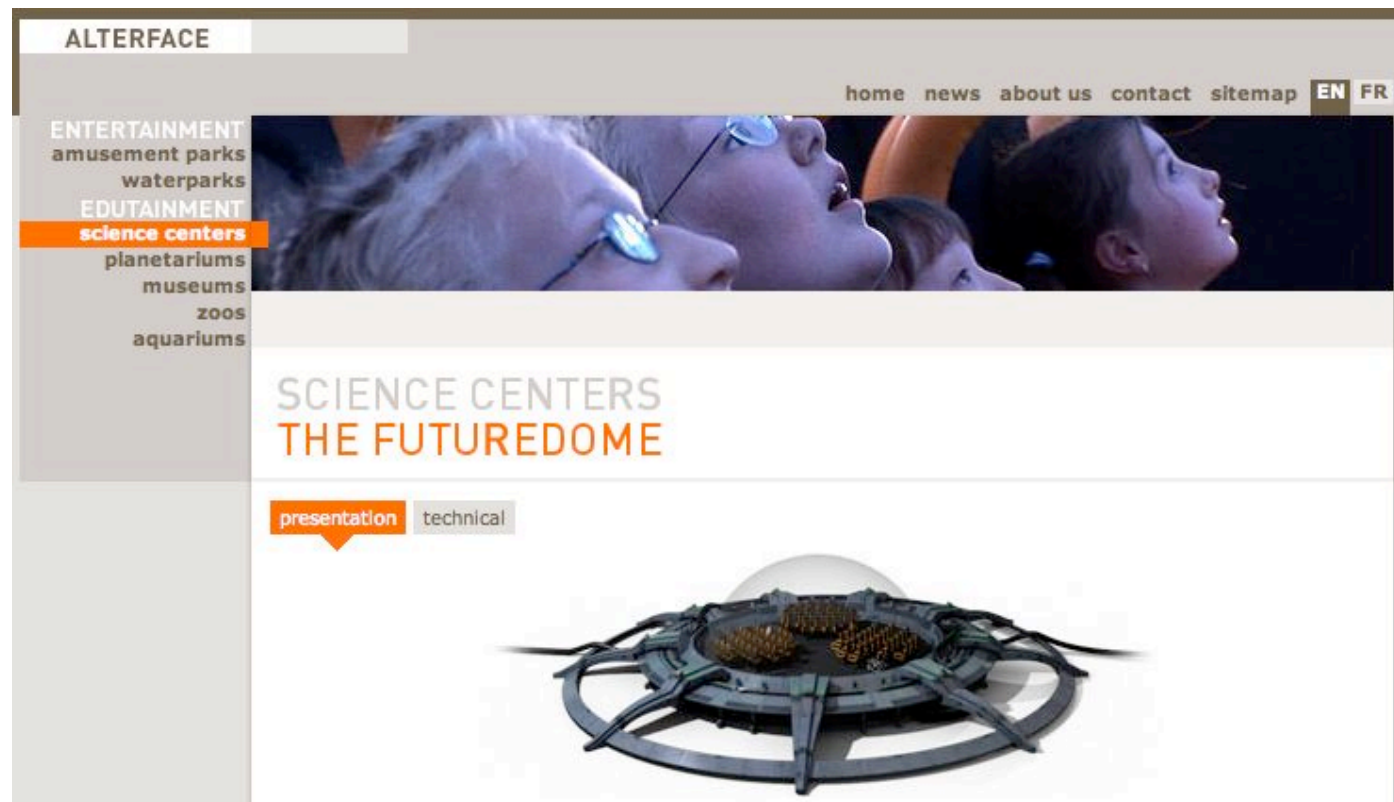 ALTERFACE
home news about us contact sitemap EN FR
ENTERTAINMENT
amusement parks
waterparks
EDUTAINMENT
science centers
planetariums
museums
zoos
aquariums
SCIENCE CENTERS
THE FUTUREDOME
presentation technical